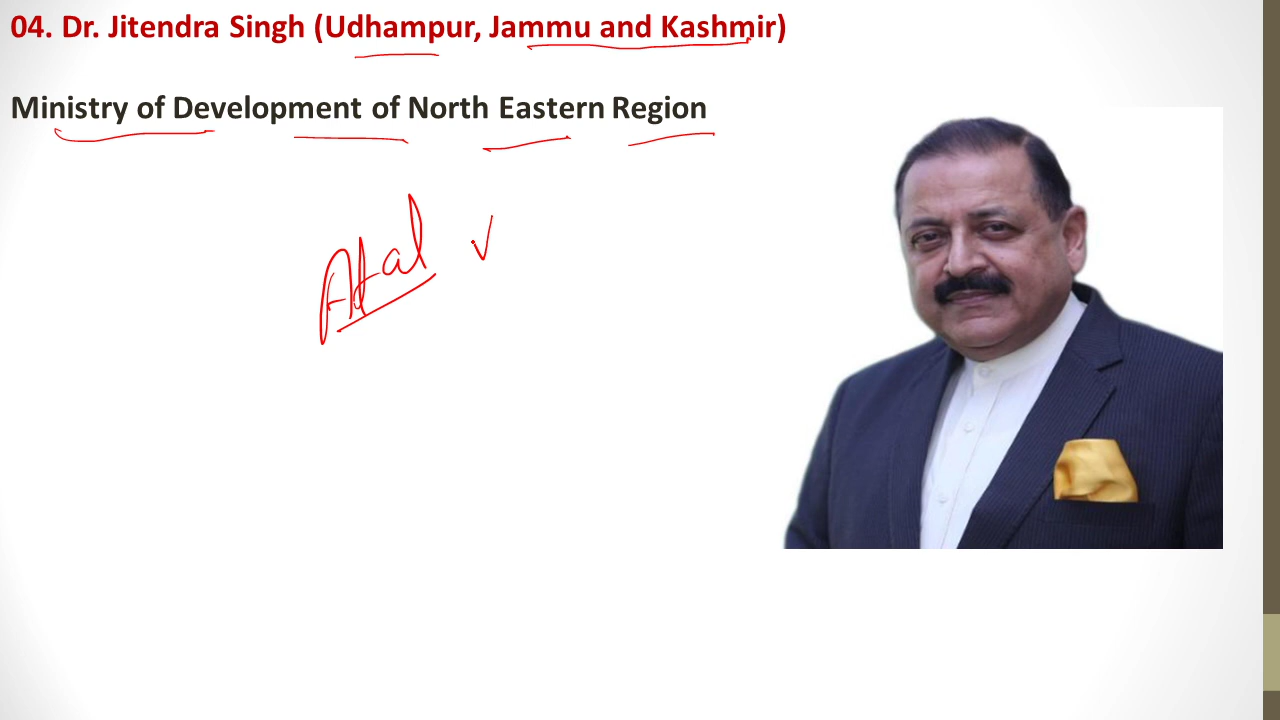 04. Dr. Jitendra Singh (Udhampur, Jammu and Kashmir)
Ministry of Development of North Eastern Region
Atal